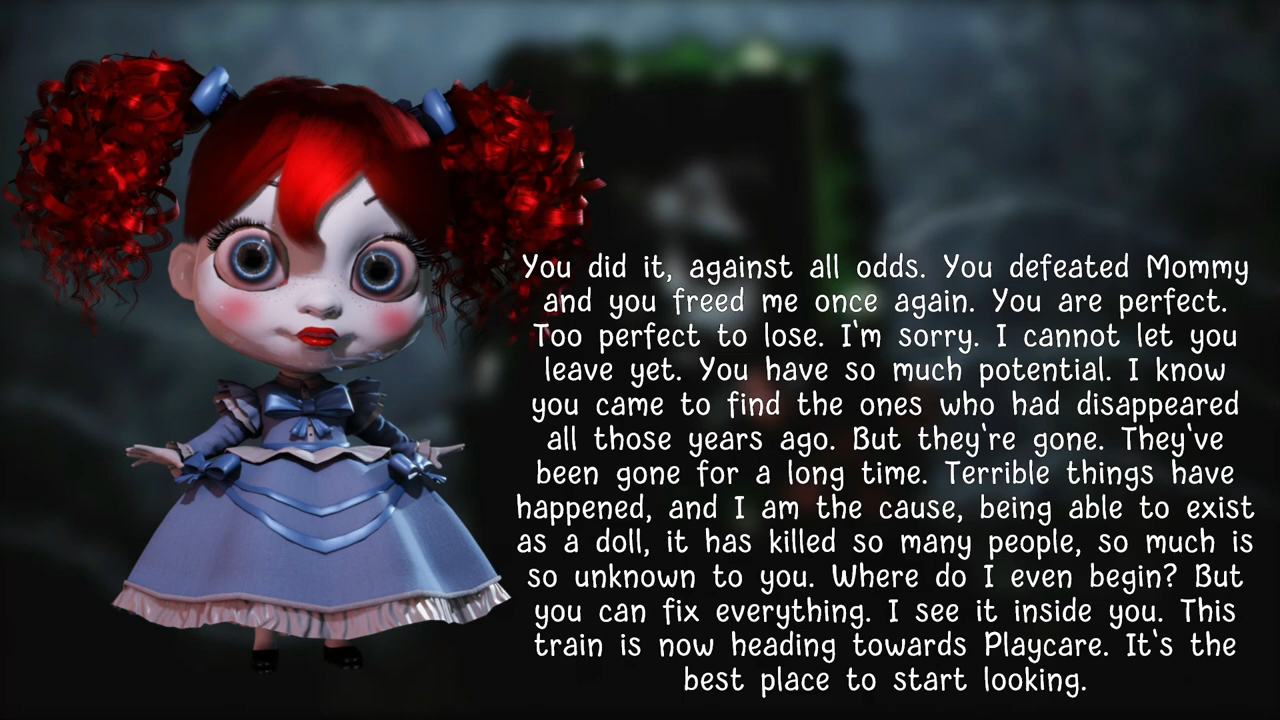 You did it, against all odds. You defeated Mommy
and you freed me once again. You are perfect.
Too perfect to lose. I'm sorry. I cannot let you
leave yet. You have so much potential. I know
you came to find the ones who had disappeared
all those years ago. But they're gone. They've
been gone for a long time. Terrible things have
happened, and I am the cause, being able to exist
as a doll, it has killed so many people, so much is
so unknown to you. Where do I even begin? But
you can fix everything. I see it inside you. This
train is now heading towards Playcare. It's the
best place to start looking.